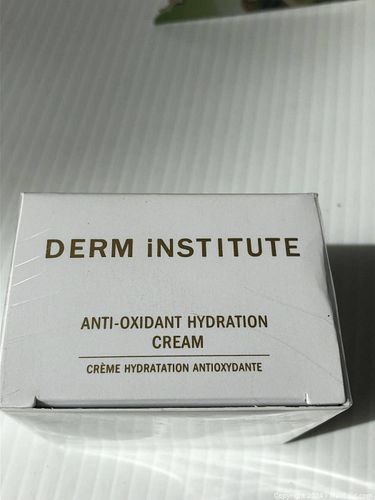 DERM iNSTITUTE
ANTI-OXIDANT HYDRATION
CREAM
CRÈME HYDRATATION ANTIOXYDANTE